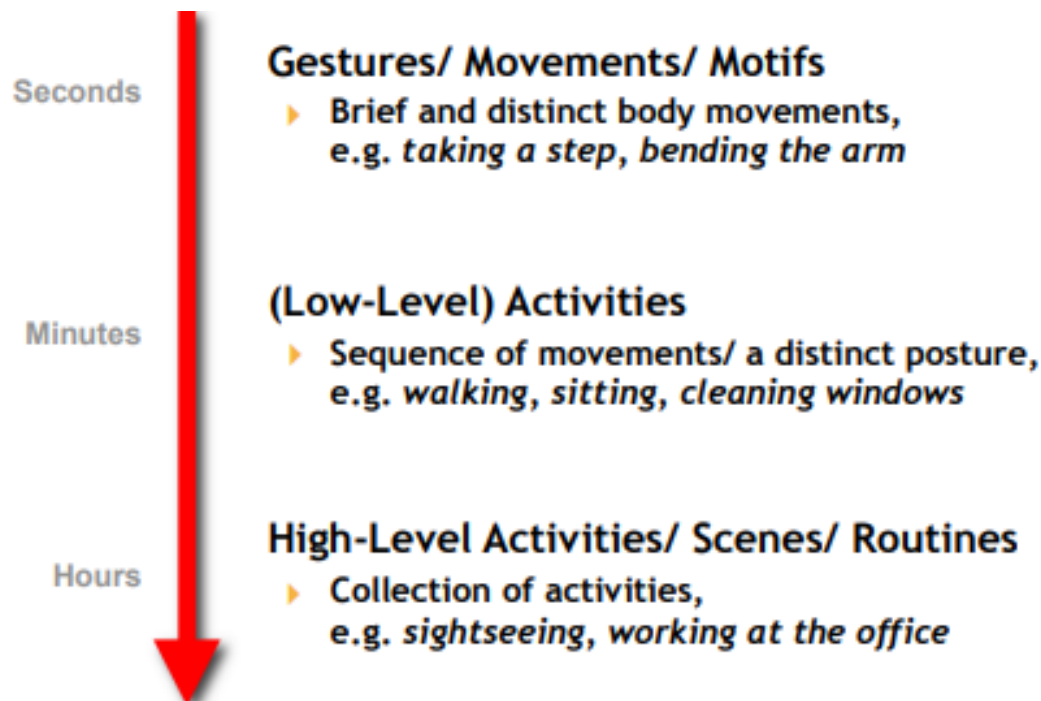 Seconds
Gestures/ Movements/ Motifs
Brief and distinct body movements,
e.g. taking a step, bending the arm
Minutes
(Low-Level) Activities
Sequence of movements/ a distinct posture,
e.g. walking, sitting, cleaning windows
Hours
High-Level Activities/ Scenes/ Routines
Collection of activities,
e.g. sightseeing, working at the office